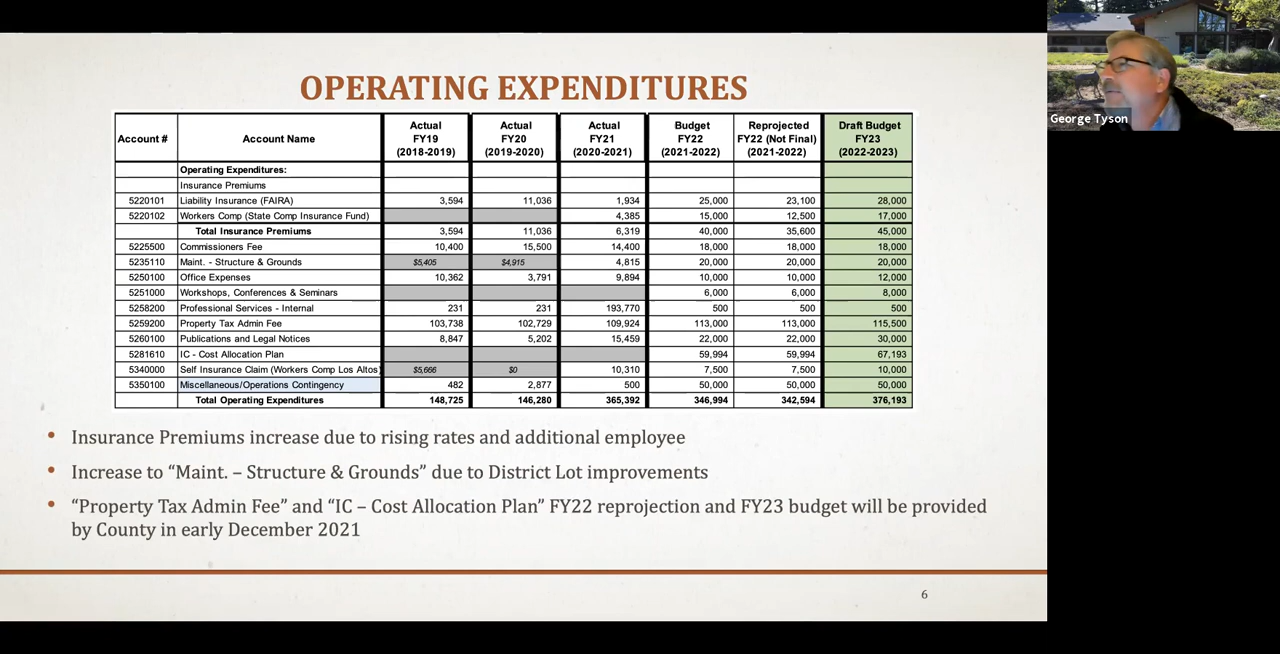 OPERATING EXPENDITURES
Account # Account Name Actual FY19 (2018-2019) Actual FY20 (2019-2020) Actual FY21 (2020-2021) Budget FY22 (2021-2022) Reprojected FY22 (Not Final) (2021-2022) Draft Budget FY23 (2022-2023)
Operating Expenditures:
Insurance Premiums
5220101 Liability Insurance (FAIRA) 3,594 11,036 1,934 25,000 23,100 28,000
5220102 Workers Comp (State Comp Insurance Fund) 4,385 15,000 12,500 17,000
Total Insurance Premiums 3,594 11,036 6,319 40,000 35,600 45,000
5225500 Commissioners Fee 10,400 15,500 14,400 18,000 18,000 18,000
5235110 Maint. - Structure & Grounds $5,405 $4,915 4,815 20,000 20,000 20,000
5250100 Office Expenses 10,362 3,791 9,894 10,000 10,000 12,000
5251000 Workshops, Conferences & Seminars 6,000 6,000 8,000
5258200 Professional Services - Internal 231 231 193,770 500 500 500
5259200 Property Tax Admin Fee 103,738 102,729 109,924 113,000 113,000 115,500
5260100 Publications and Legal Notices 8,847 5,202 15,459 22,000 22,000 30,000
5281610 IC - Cost Allocation Plan 59,994 59,994 67,193
5340000 Self Insurance Claim (Workers Comp Los Altos) $5,666 $0 10,310 7,500 7,500 10,000
5350100 Miscellaneous/Operations Contingency 482 2,877 500 50,000 50,000 50,000
Total Operating Expenditures 148,725 146,280 365,392 346,994 342,594 376,193
• Insurance Premiums increase due to rising rates and additional employee
• Increase to “Maint. – Structure & Grounds” due to District Lot improvements
• “Property Tax Admin Fee” and “IC – Cost Allocation Plan” FY22 reprojection and FY23 budget will be provided
by County in early December 2021
6
George Tyson